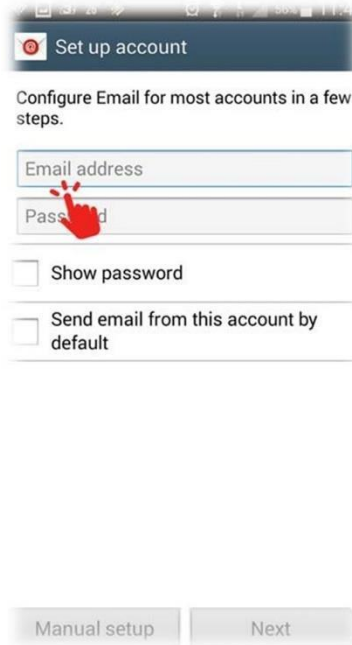 Set up account
Configure Email for most accounts in a few
steps.
Email address
Show password
Send email from this account by
default
Manual setup
Next